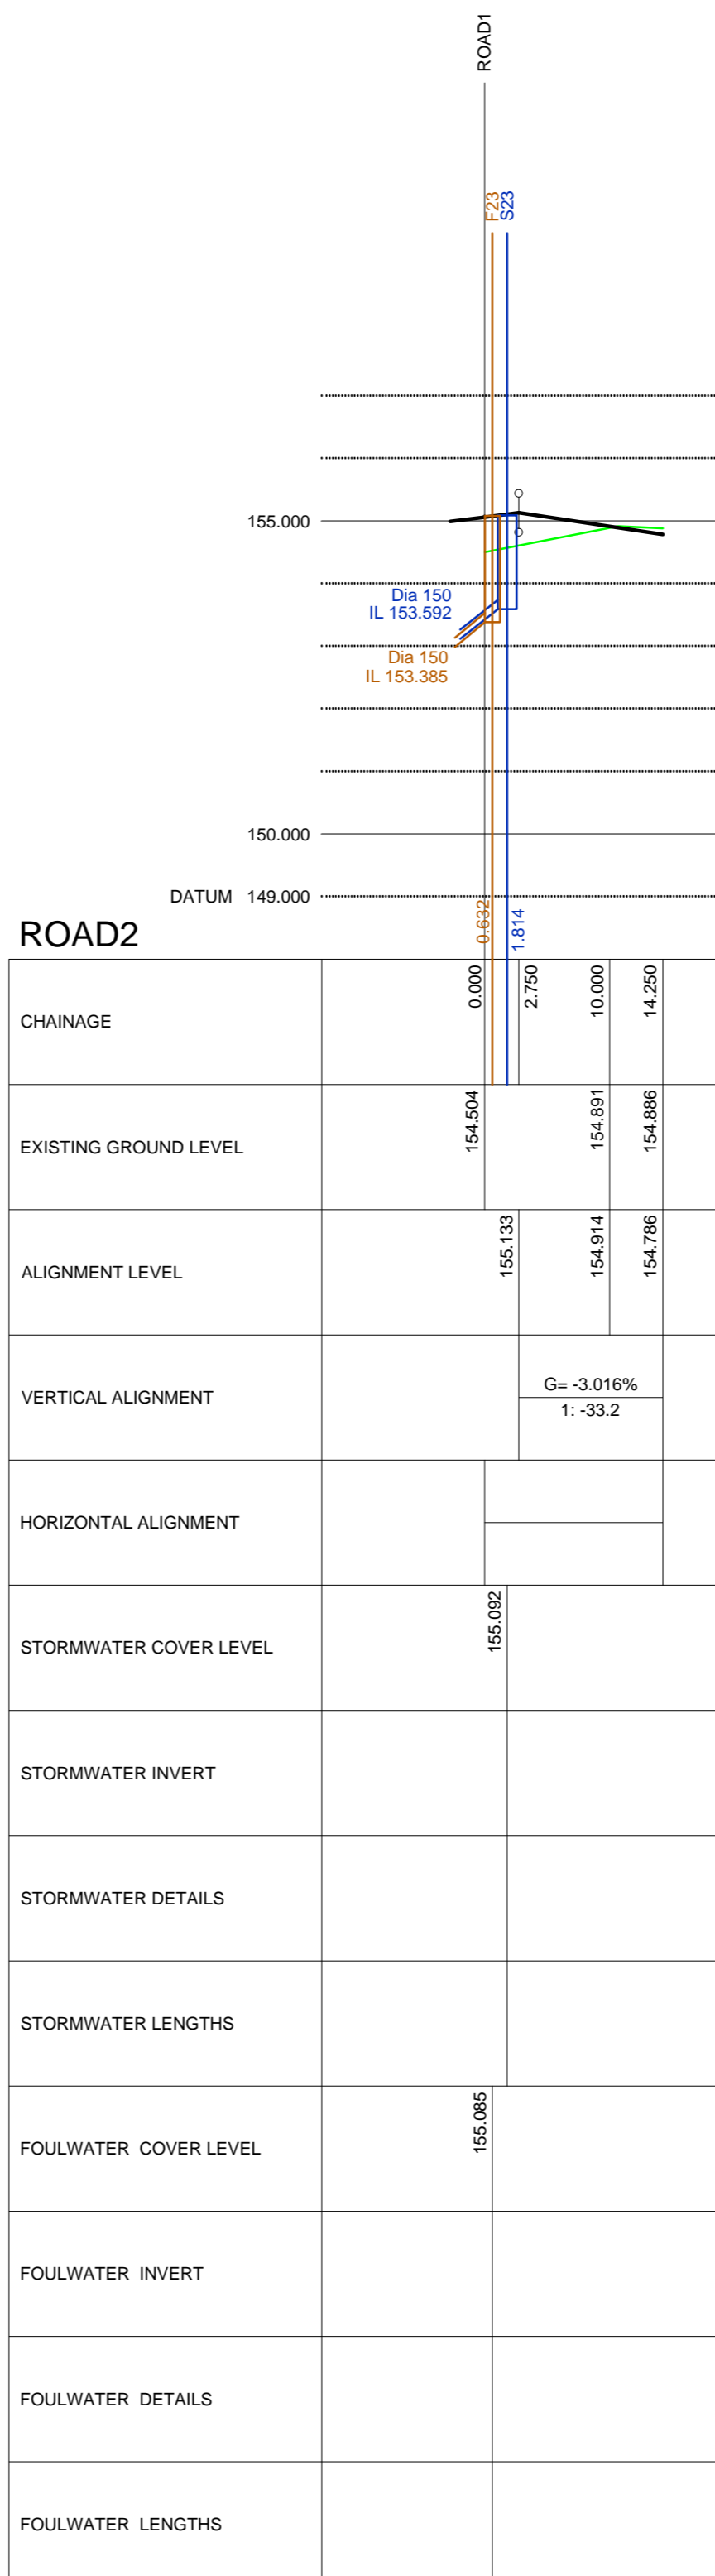 ROAD1
F23
S23
155.000
Dia 150
IL 153.592
Dia 150
IL 153.385
150.000
DATUM 149.000
0.632
1.814
ROAD2
CHAINAGE
0.000
2.750
10.000
14.250
EXISTING GROUND LEVEL
154.504
154.891
154.886
ALIGNMENT LEVEL
155.133
154.914
154.786
VERTICAL ALIGNMENT
G= -3.016%
1: -33.2
HORIZONTAL ALIGNMENT
STORMWATER COVER LEVEL
155.092
STORMWATER INVERT
STORMWATER DETAILS
STORMWATER LENGTHS
FOULWATER COVER LEVEL
155.085
FOULWATER INVERT
FOULWATER DETAILS
FOULWATER LENGTHS